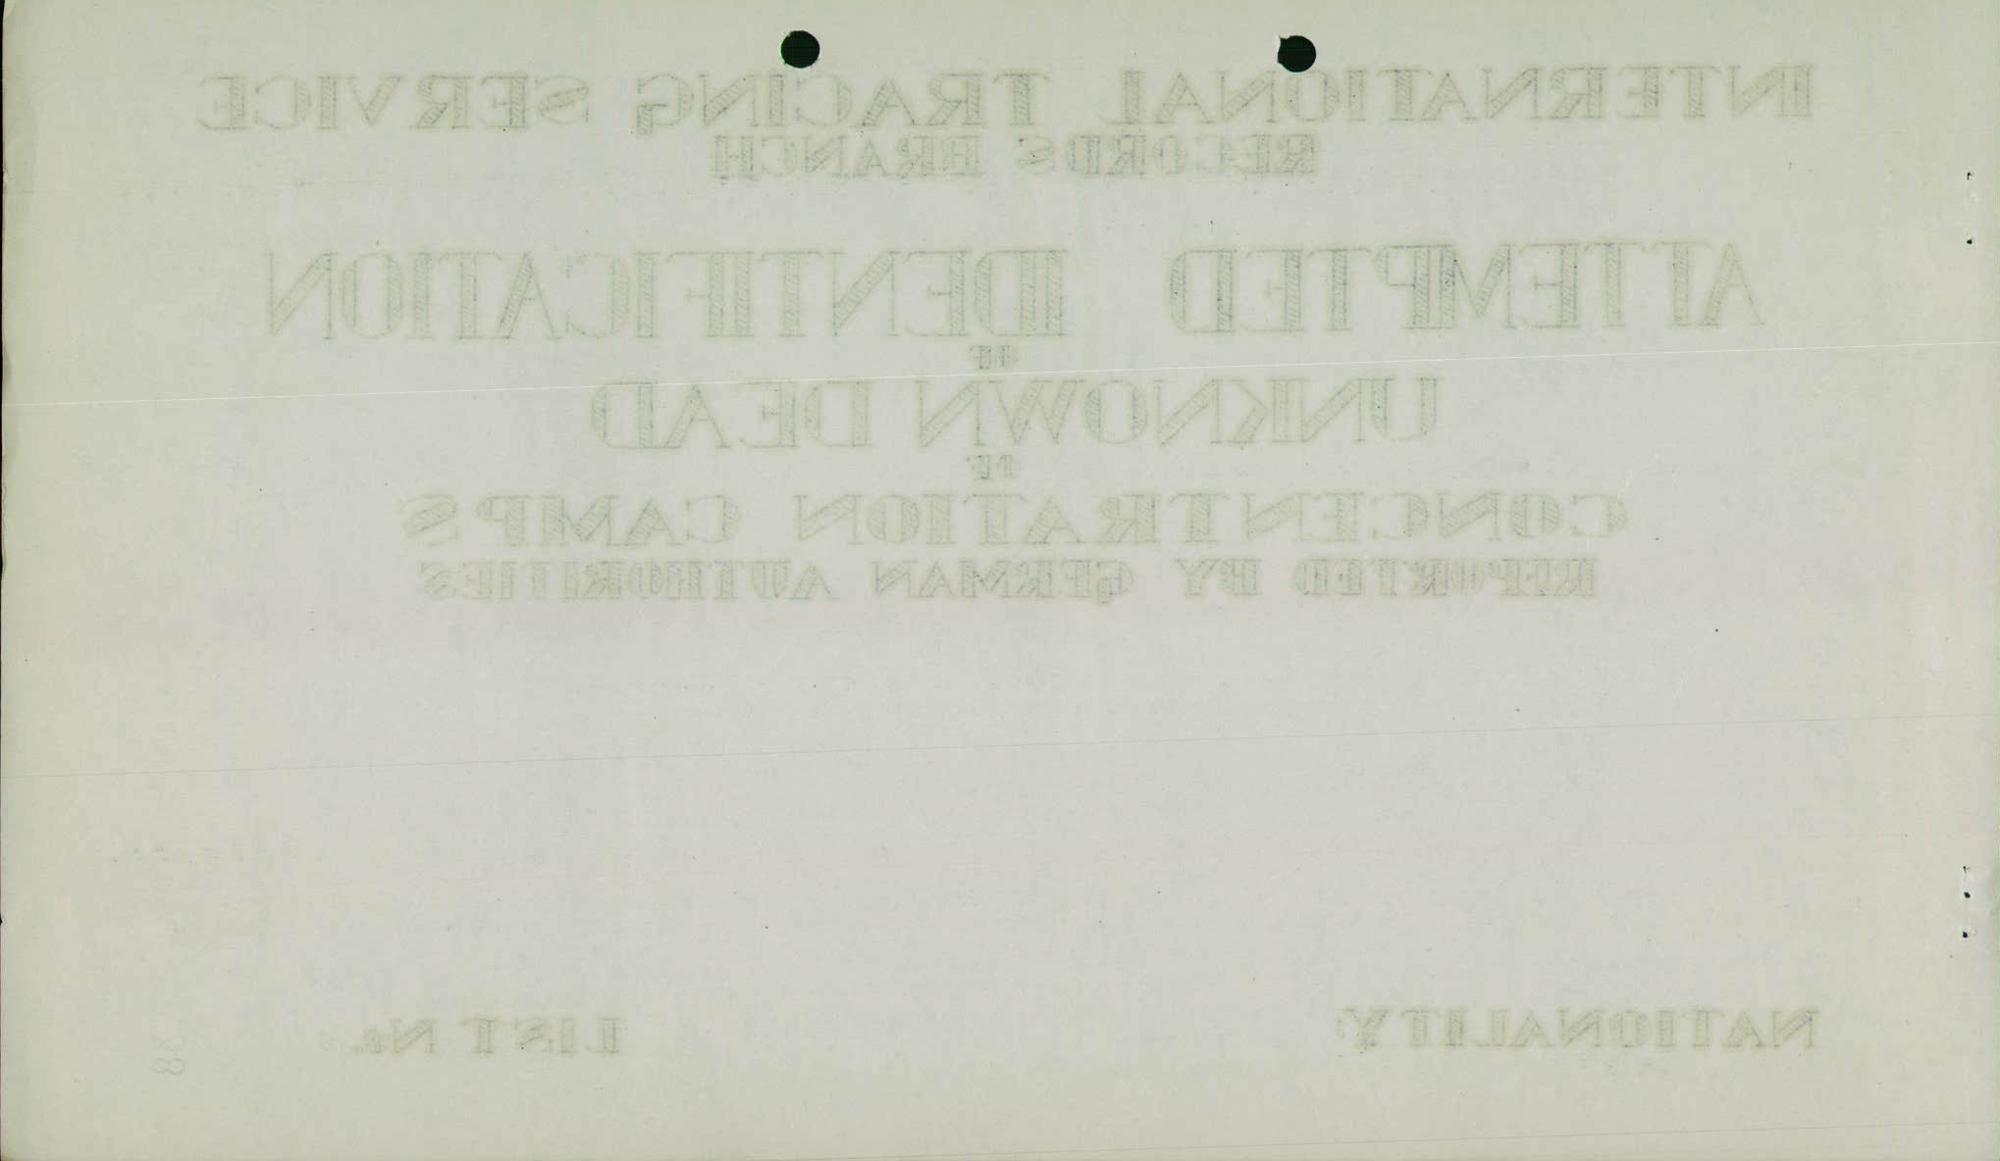 INTERNATIONAL TRACING SERVICE
RECORDS BRANCH
ATTEMPTED IDENTIFICATION
OF
UNKNOWN DEAD
OF
CONCENTRATION CAMPS
REPORTED BY GERMAN AUTHORITIES
NATIONALITY:
LIST No.